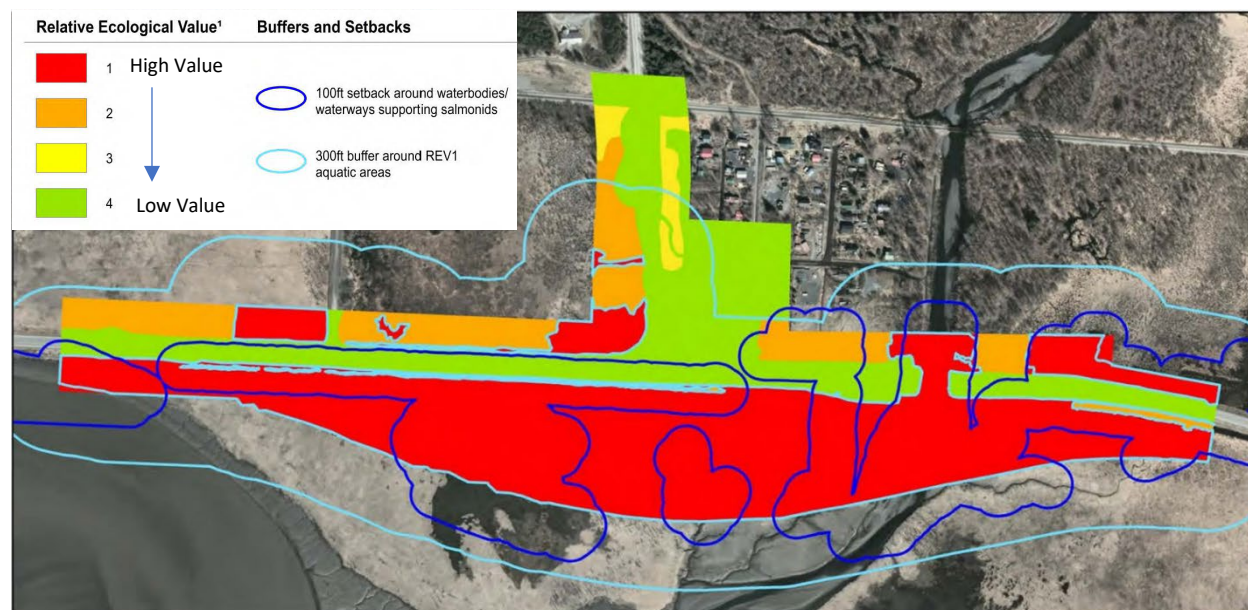 Relative Ecological Value¹
1 High Value
2
3
4 Low Value
Buffers and Setbacks
100ft setback around waterbodies/
waterways supporting salmonids
300ft buffer around REV1
aquatic areas